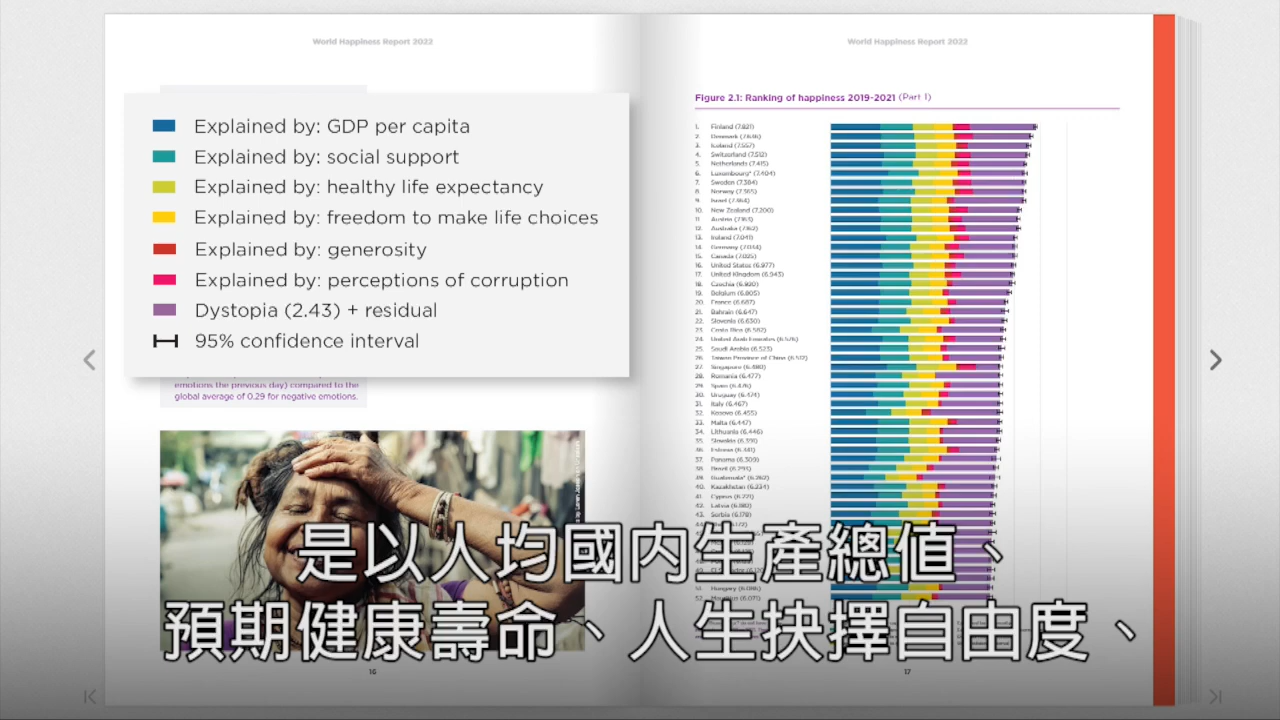 World Happiness Report 2022
Explained by: GDP per capita
Explained by: social support
Explained by: healthy life expectancy
Explained by: freedom to make life choices
Explained by: generosity
Explained by: perceptions of corruption
Dystopia (2.43) + residual
95% confidence interval
emotions the previous day) compared to the
global average of 0.29 for negative emotions.
16
World Happiness Report 2022
Figure 2.1: Ranking of happiness 2019-2021 (Part 1)
1. Finland (7.821)
2. Denmark (7.636)
3. Iceland (7.557)
4. Switzerland (7.512)
5. Netherlands (7.415)
6. Luxembourg* (7.404)
7. Sweden (7.384)
8. Norway (7.365)
9. Israel (7.364)
10. New Zealand (7.200)
11. Austria (7.163)
12. Australia (7.162)
13. Ireland (7.041)
14. Germany (7.034)
15. Canada (7.025)
16. United States (6.977)
17. United Kingdom (6.943)
18. Czechia (6.920)
19. Belgium (6.805)
20. France (6.687)
21. Bahrain (6.647)
22. Slovenia (6.630)
23. Costa Rica (6.582)
24. United Arab Emirates (6.576)
25. Saudi Arabia (6.523)
26. Taiwan Province of China (6.512)
27. Singapore (6.480)
28. Romania (6.477)
29. Spain (6.476)
30. Uruguay (6.474)
31. Italy (6.467)
32. Kosovo (6.455)
33. Malta (6.447)
34. Lithuania (6.446)
35. Slovakia (6.391)
36. Estonia (6.341)
37. Panama (6.309)
38. Brazil (6.293)
39. Guatemala* (6.262)
40. Kazakhstan (6.234)
41. Cyprus (6.221)
42. Latvia (6.180)
43. Serbia (6.178)
51. Hungary (6.086)
52. Mauritius (6.071)
17
是以人均國內生產總值、
預期健康壽命、人生抉擇自由度、